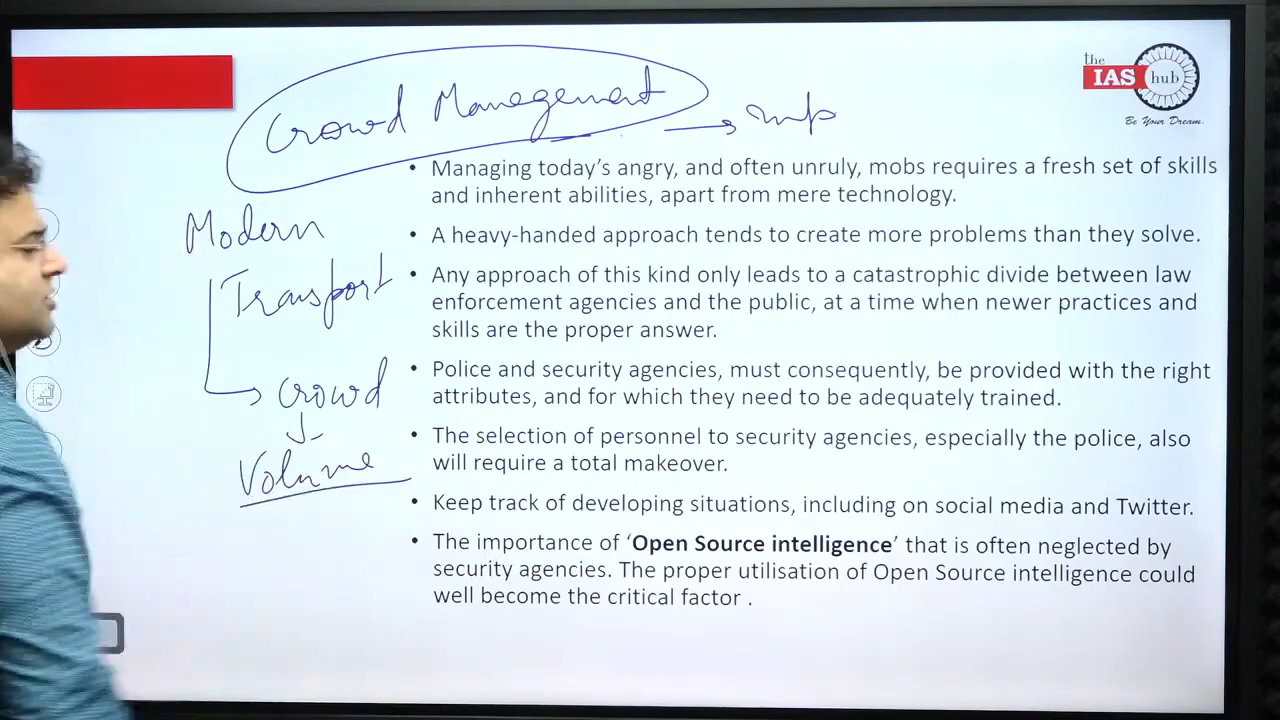 the
IAS hub
Be Your Dream.
Crowd Management
→ imp
• Managing today's angry, and often unruly, mobs requires a fresh set of skills
and inherent abilities, apart from mere technology.
Modern
• A heavy-handed approach tends to create more problems than they solve.
Transport
• Any approach of this kind only leads to a catastrophic divide between law
enforcement agencies and the public, at a time when newer practices and
skills are the proper answer.
→ crowd
• Police and security agencies, must consequently, be provided with the right
attributes, and for which they need to be adequately trained.
Volume
• The selection of personnel to security agencies, especially the police, also
will require a total makeover.
• Keep track of developing situations, including on social media and Twitter.
• The importance of ‘Open Source intelligence’ that is often neglected by
security agencies. The proper utilisation of Open Source intelligence could
well become the critical factor .